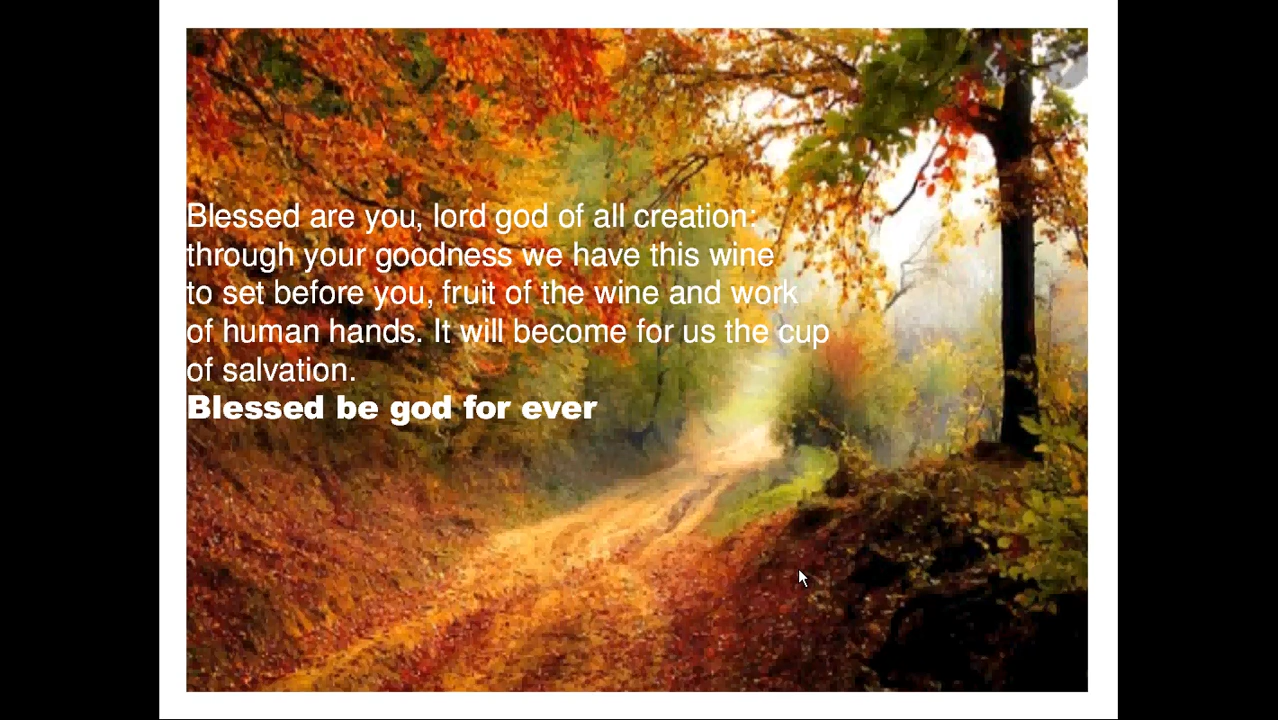 Blessed are you, lord god of all creation:
through your goodness we have this wine
to set before you, fruit of the wine and work
of human hands. It will become for us the cup
of salvation.
Blessed be god for ever